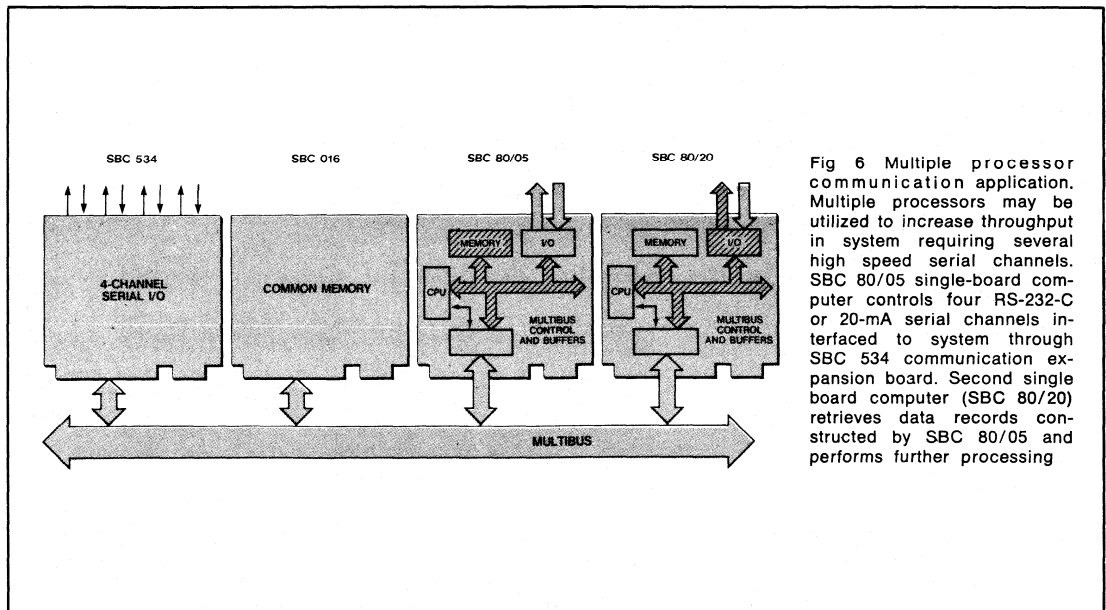 SBC 534
SBC 016
SBC 80/05
SBC 80/20
4-CHANNEL
SERIAL I/O
COMMON MEMORY
MEMORY
I/O
CPU
MULTIBUS
CONTROL
AND BUFFERS
MEMORY
I/O
CPU
MULTIBUS
CONTROL
AND BUFFERS
MULTIBUS
Fig 6 Multiple processor
communication application.
Multiple processors may be
utilized to increase throughput
in system requiring several
high speed serial channels.
SBC 80/05 single-board com-
puter controls four RS-232-C
or 20-mA serial channels in-
terfaced to system through
SBC 534 communication ex-
pansion board. Second single
board computer (SBC 80/20)
retrieves data records con-
structed by SBC 80/05 and
performs further processing